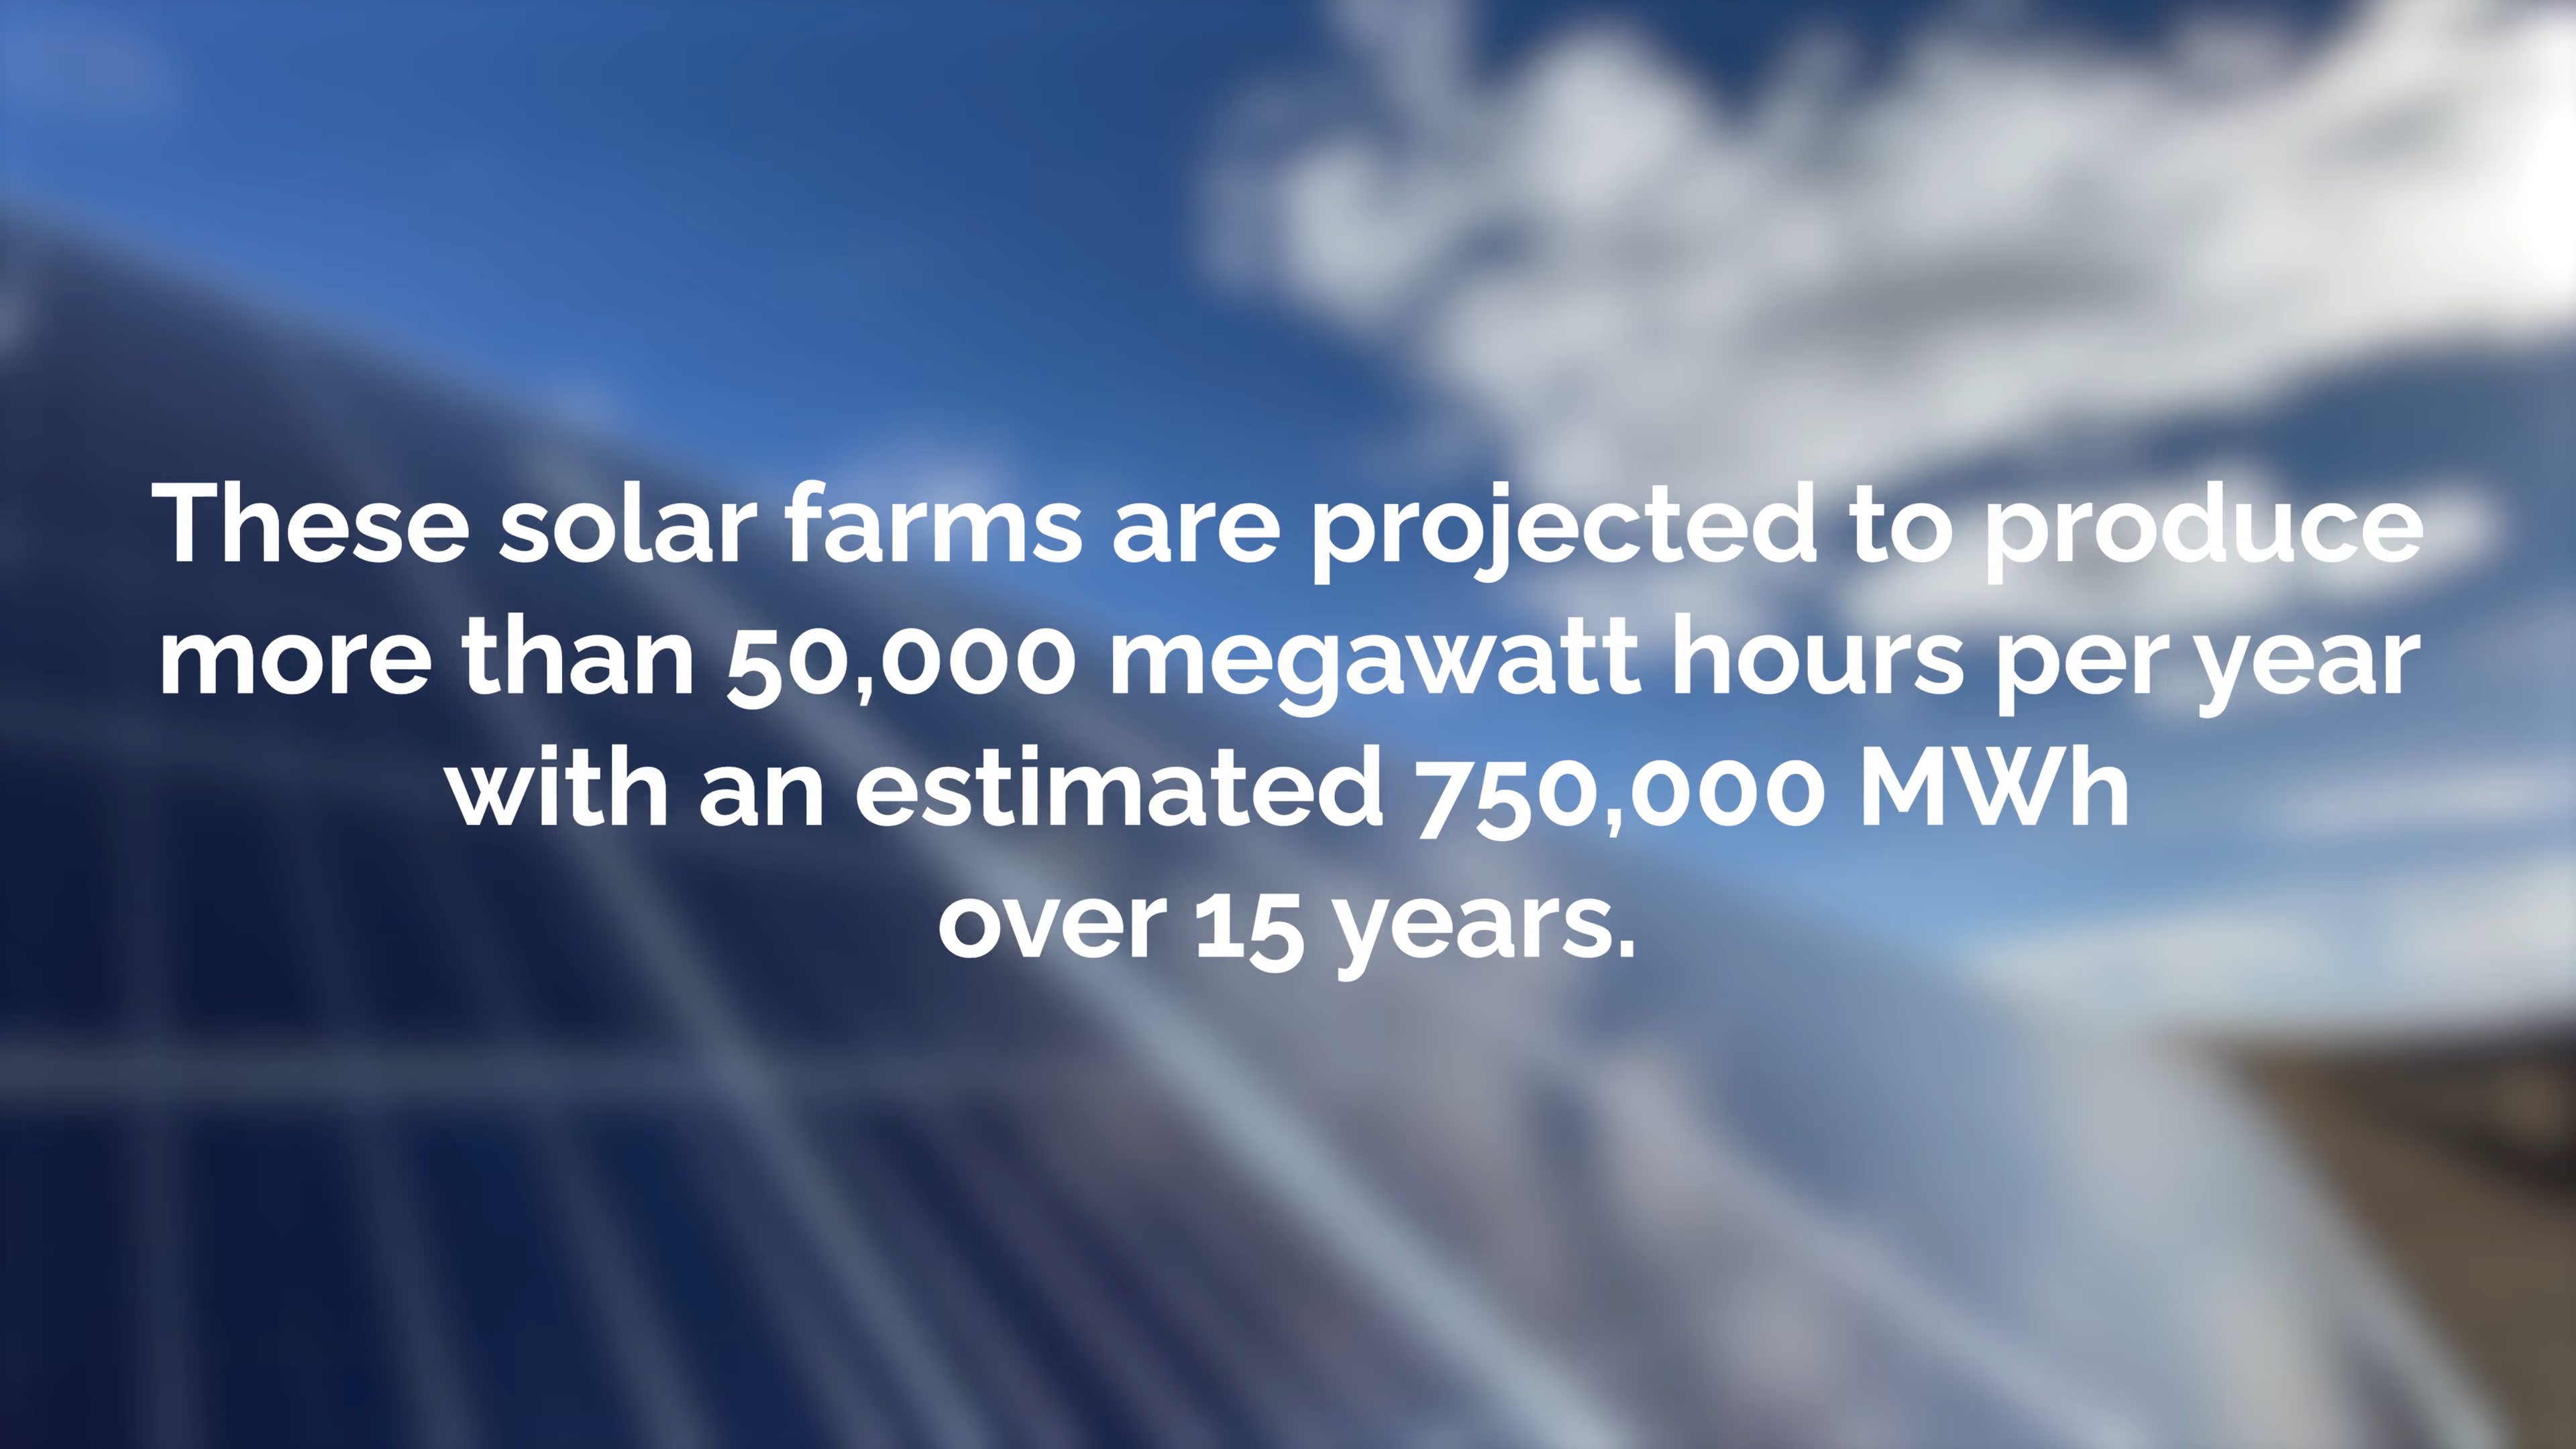 These solar farms are projected to produce
more than 50,000 megawatt hours per year
with an estimated 750,000 MWh
over 15 years.